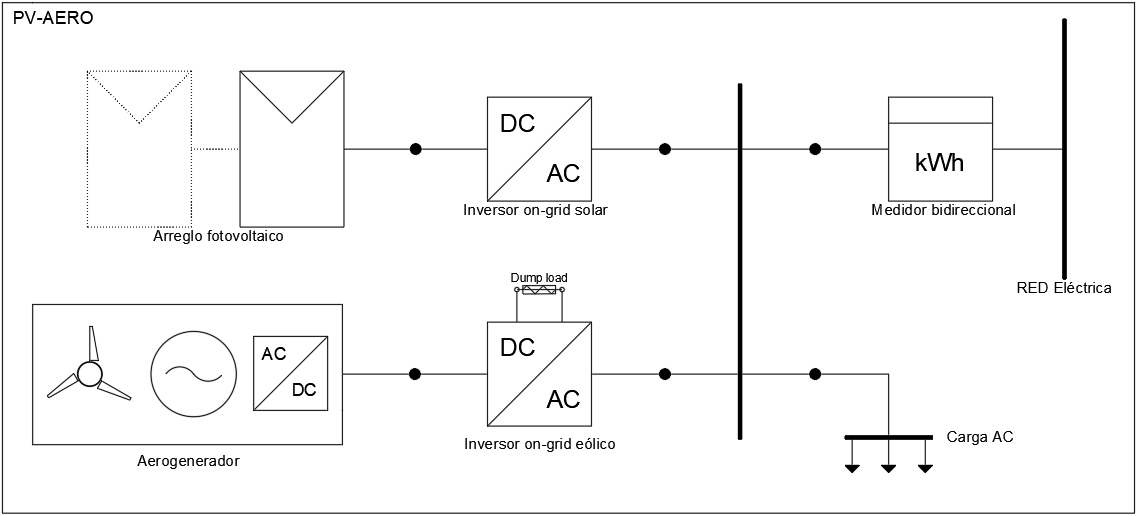 PV-AERO
DC
AC
Inversor on-grid solar
Arreglo fotovoltaico
kWh
Medidor bidireccional
RED Eléctrica
Dump load
AC
DC
Aerogenerador
DC
AC
Inversor on-grid eólico
Carga AC